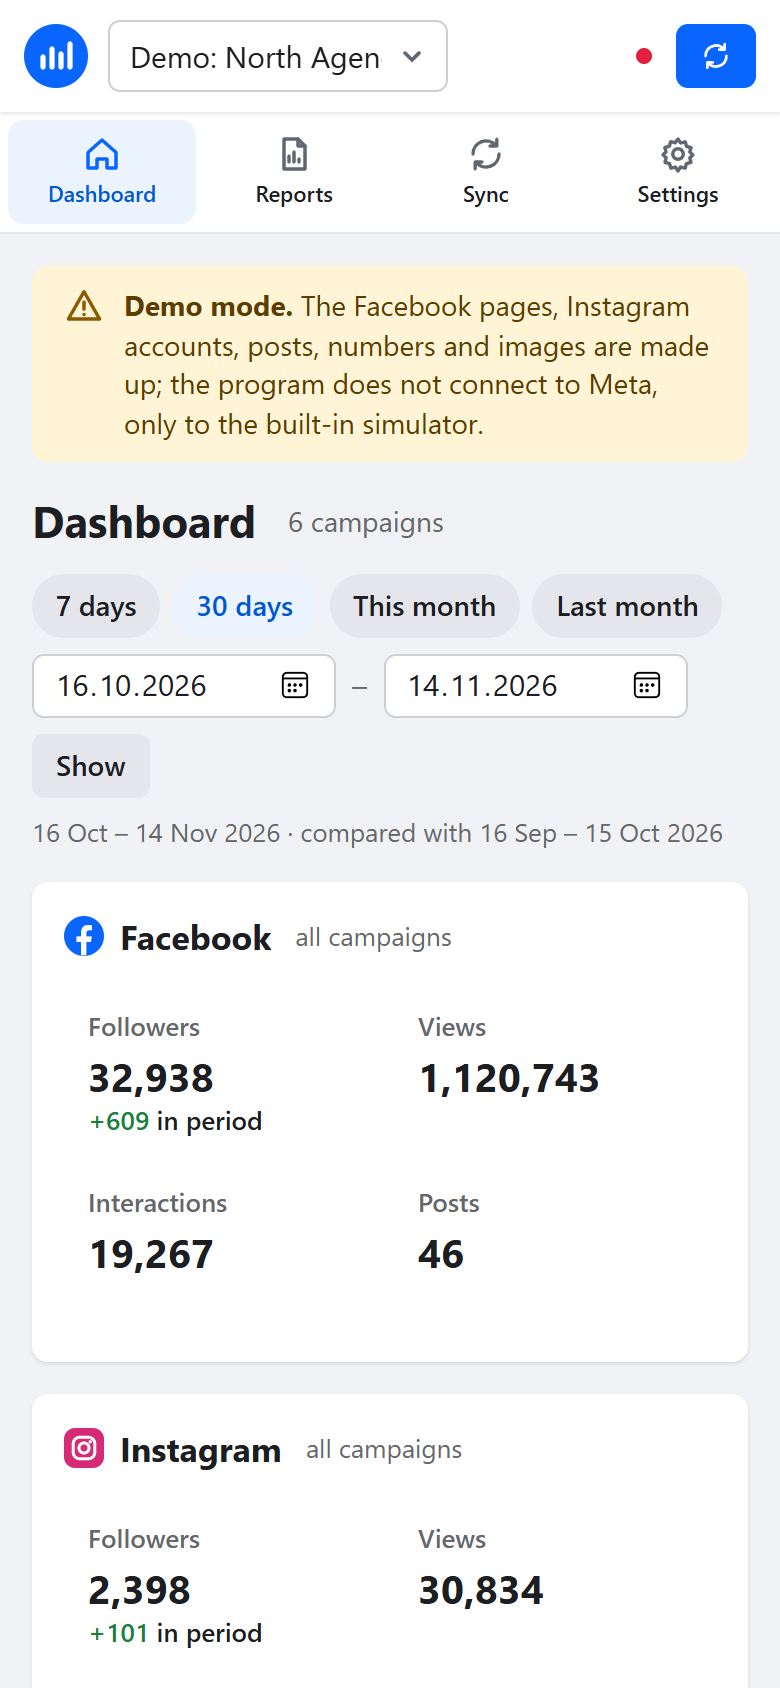 Demo: North Agen
Dashboard
Reports
Sync
Settings
Demo mode. The Facebook pages, Instagram
accounts, posts, numbers and images are made
up; the program does not connect to Meta,
only to the built-in simulator.
Dashboard 6 campaigns
7 days 30 days This month Last month
16.10.2026 – 14.11.2026
Show
16 Oct – 14 Nov 2026 · compared with 16 Sep – 15 Oct 2026
Facebook all campaigns
Followers Views
32,938 1,120,743
+609 in period
Interactions Posts
19,267 46
Instagram all campaigns
Followers Views
2,398 30,834
+101 in period